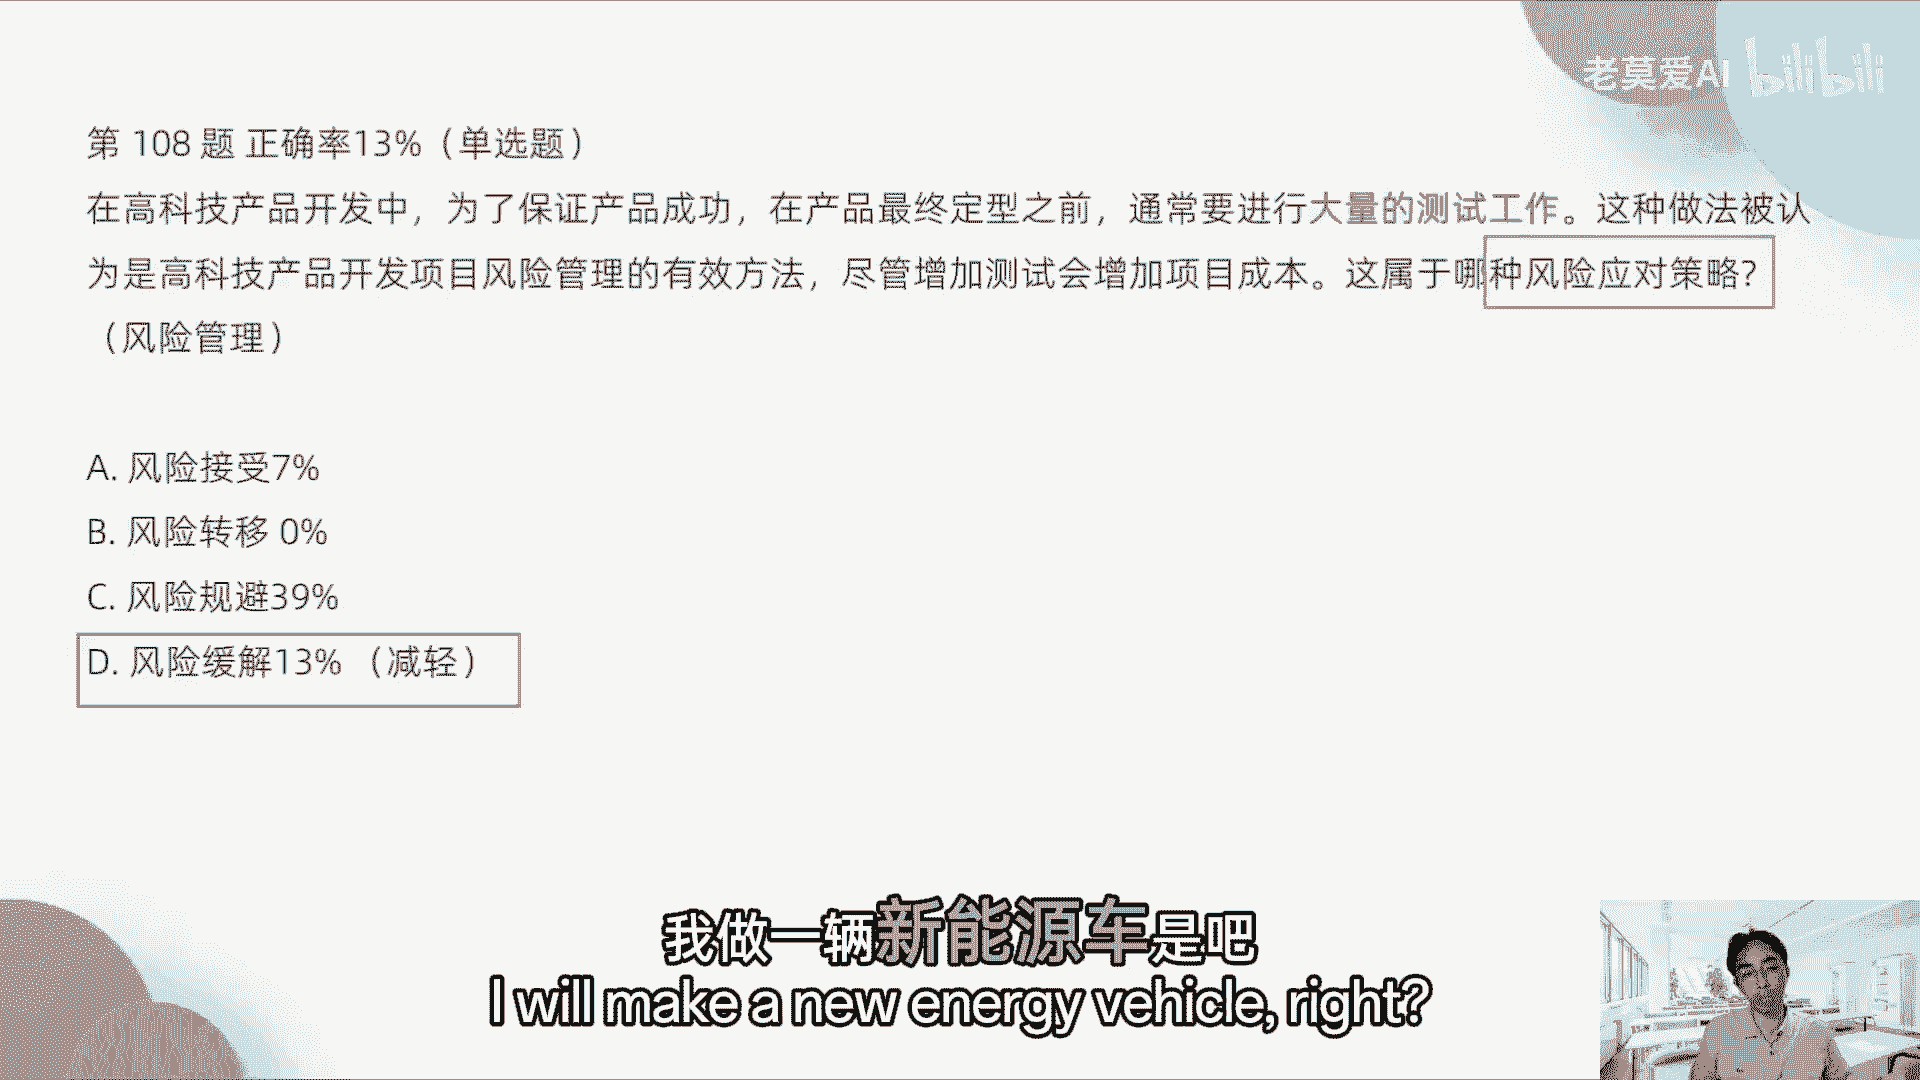 老莫爱AI bilibili
第 108 题 正确率13%（单选题）
在高科技产品开发中，为了保证产品成功，在产品最终定型之前，通常要进行大量的测试工作。这种做法被认
为是高科技产品开发项目风险管理的有效方法，尽管增加测试会增加项目成本。这属于哪种风险应对策略？
（风险管理）
A. 风险接受7%
B. 风险转移 0%
C. 风险规避39%
D. 风险缓解13% （减轻）
我做一辆新能源车是吧
I will make a new energy vehicle, right?